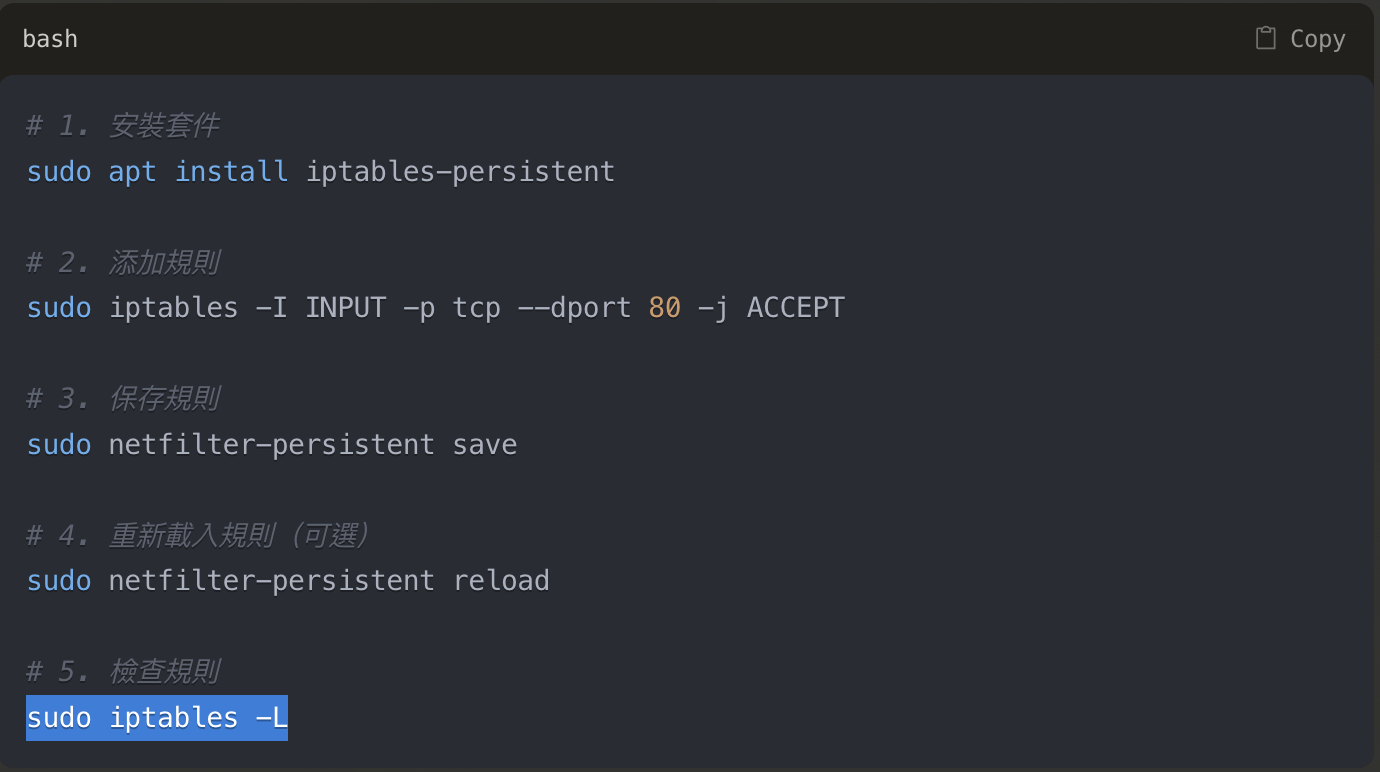 bash
Copy
# 1. 安裝套件
sudo apt install iptables-persistent
# 2. 添加規則
sudo iptables -I INPUT -p tcp --dport 80 -j ACCEPT
# 3. 保存規則
sudo netfilter-persistent save
# 4. 重新載入規則（可選）
sudo netfilter-persistent reload
# 5. 檢查規則
sudo iptables -L